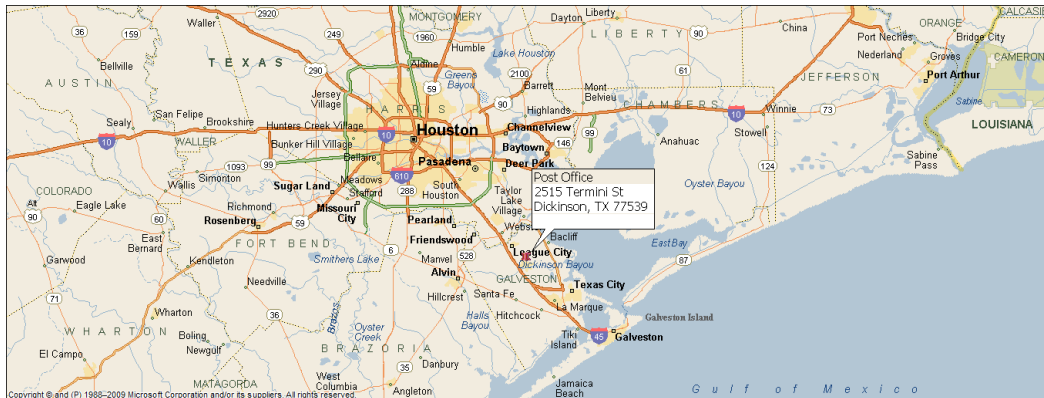 MONTGOMERY
CALCASIE
Waller
2920
Dayton
Liberty
ORANGE
Bridge City
36
159
249
1960
Humble
LIBERTY
90
China
Port Neches
Bellville
TEXAS
Aldine
Lake Houston
Nederland
Groves
CAMERON
AUSTIN
290
Greens
Bayou
2100
61
JEFFERSON
Port Arthur
Jersey
Village
59
Barrett
Mont
Belvieu
Sabine
San Felipe
HARRIS
90
Highlands
CHAMBERS
Winnie
73
Sealy
Brookshire
Hunters Creek Village
Houston
Channelview
10
Stowell
LOUISIANA
10
WALLER
Bunker Hill Village
10
Baytown
146
99
Anahuac
99
Bellaire
Pasadena
Deer Park
Sabine
Pass
1093
Simonton
Meadows
610
124
COLORADO
Wallis
Sugar Land
Stafford
288
South
Houston
Taylor
Lake
Village
Post Office
2515 Termini St
Dickinson, TX 77539
Oyster Bayou
Alt
90
Eagle Lake
60
Richmond
Missouri
City
Rosenberg
59
Pearland
Webst
Bacliff
East
Bernard
FORT BEND
6
Friendswood
League City
East Bay
87
Garwood
Kendleton
Smithers Lake
Manvel
528
Dickinson Bayou
Needville
Alvin
GALVESTON
Texas City
71
Hillcrest
Santa Fe
La Marque
Wharton
36
Brazos
Oyster
Creek
Halls
Bayou
Hitchcock
Galveston Island
WHARTON
Boling
Newgulf
Tiki
Island
45
Galveston
El Campo
BRAZORIA
Danbury
MATAGORDA
West
Columbia
35
Angleton
Jamaica
Beach
Gulf of Mexico
Copyright © and (P) 1988–2009 Microsoft Corporation and/or its suppliers. All rights reserved.